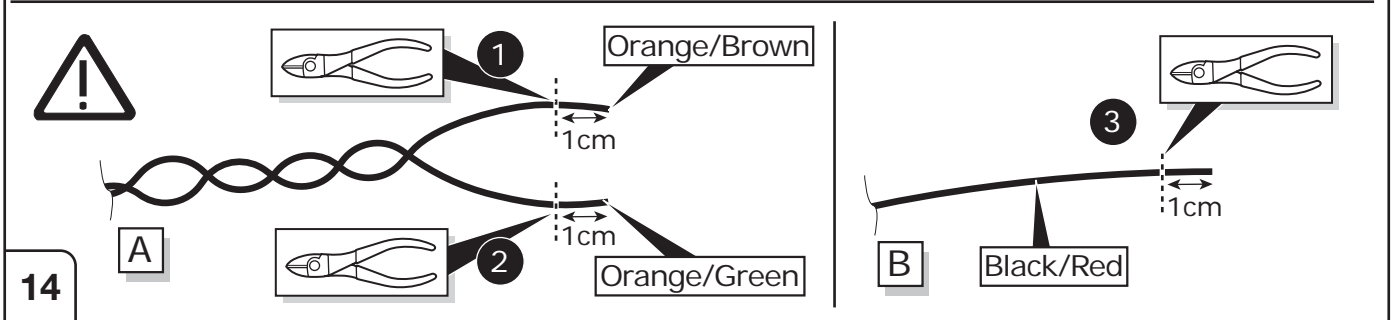 1
Orange/Brown
1cm
A
2
1cm
Orange/Green
14
3
1cm
B
Black/Red